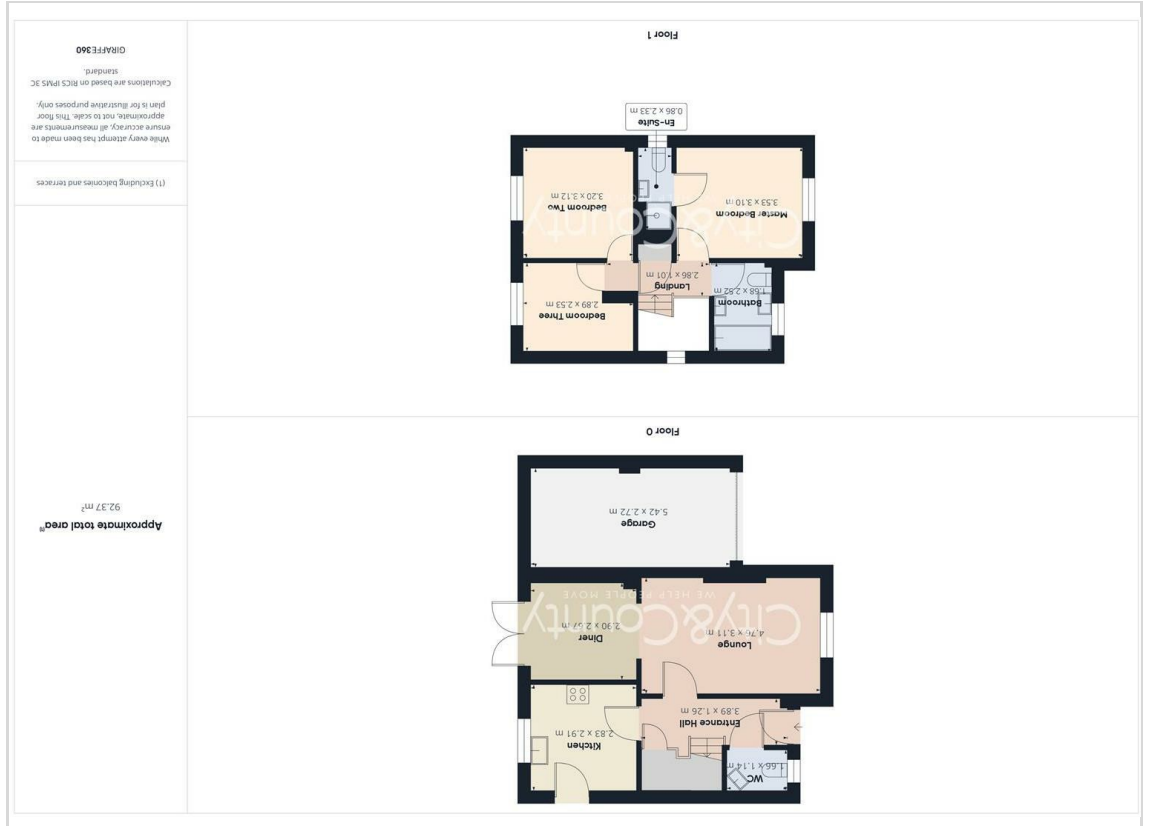 WC
1.66 x 1.14 m
Kitchen
2.83 x 2.91 m
Entrance Hall
3.89 x 1.26 m
Lounge
4.76 x 3.11 m
Diner
2.90 x 2.67 m
City&County
WE HELP PEOPLE MOVE
Garage
5.42 x 2.72 m
Floor 0
Bathroom
Bedroom Three
2.89 x 2.53 m
Landing
2.86 x 1.01 m
Master Bedroom
3.53 x 3.10 m
Bedroom Two
3.20 x 3.12 m
City&County
En-Suite
0.86 x 2.33 m
Floor 1
Approximate total area(1)
92.37 m²
(1) Excluding balconies and terraces
While every attempt has been made to
ensure accuracy, all measurements are
approximate, not to scale. This floor
plan is for illustrative purposes only.
Calculations are based on RICS IPMS 3C
standard.
GIRAFFE360